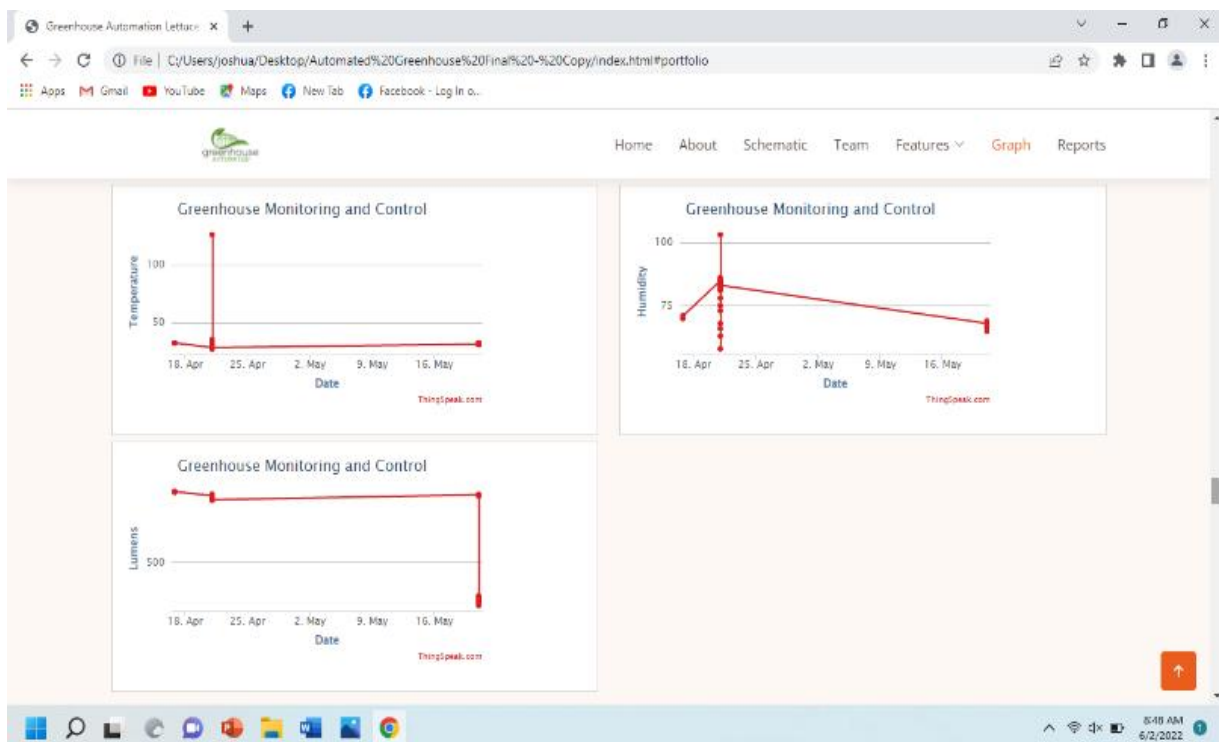 Greenhouse Automation Lettuce
File | C:/Users/joshua/Desktop/Automated%20Greenhouse%20Final%20-%20Copy/index.html#portfolio
Apps Gmail YouTube Maps New Tab Facebook - Log In o...
greenhouse
Home About Schematic Team Features Graph Reports
Greenhouse Monitoring and Control
Temperature
100
50
18. Apr 25. Apr 2. May 9. May 16. May
Date
ThingSpeak.com
Greenhouse Monitoring and Control
Humidity
100
75
18. Apr 25. Apr 2. May 9. May 16. May
Date
ThingSpeak.com
Greenhouse Monitoring and Control
Lumens
500
18. Apr 25. Apr 2. May 9. May 16. May
Date
ThingSpeak.com
8:48 AM
6/2/2022
1